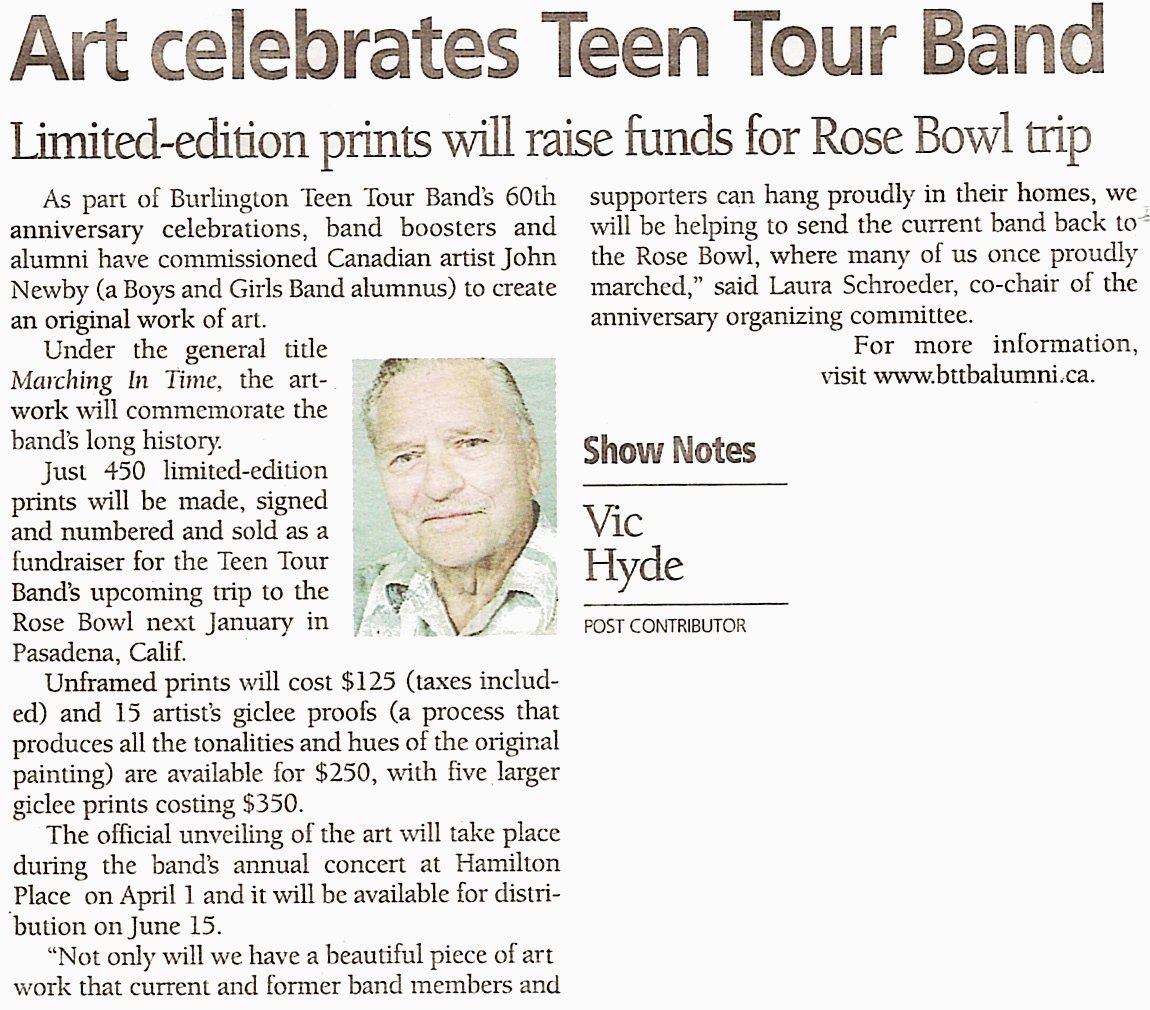 Art celebrates Teen Tour Band
Limited-edition prints will raise funds for Rose Bowl trip
As part of Burlington Teen Tour Band's 60th
anniversary celebrations, band boosters and
alumni have commissioned Canadian artist John
Newby (a Boys and Girls Band alumnus) to create
an original work of art.
Under the general title
Marching In Time, the art-
work will commemorate the
band's long history.
Just 450 limited-edition
prints will be made, signed
and numbered and sold as a
fundraiser for the Teen Tour
Band's upcoming trip to the
Rose Bowl next January in
Pasadena, Calif.
Unframed prints will cost $125 (taxes includ-
ed) and 15 artist's giclee proofs (a process that
produces all the tonalities and hues of the original
painting) are available for $250, with five larger
giclee prints costing $350.
The official unveiling of the art will take place
during the band's annual concert at Hamilton
Place on April 1 and it will be available for distri-
bution on June 15.
“Not only will we have a beautiful piece of art
work that current and former band members and
supporters can hang proudly in their homes, we
will be helping to send the current band back to
the Rose Bowl, where many of us once proudly
marched,” said Laura Schroeder, co-chair of the
anniversary organizing committee.
For more information,
visit www.bttbalumni.ca.
Show Notes
Vic
Hyde
POST CONTRIBUTOR